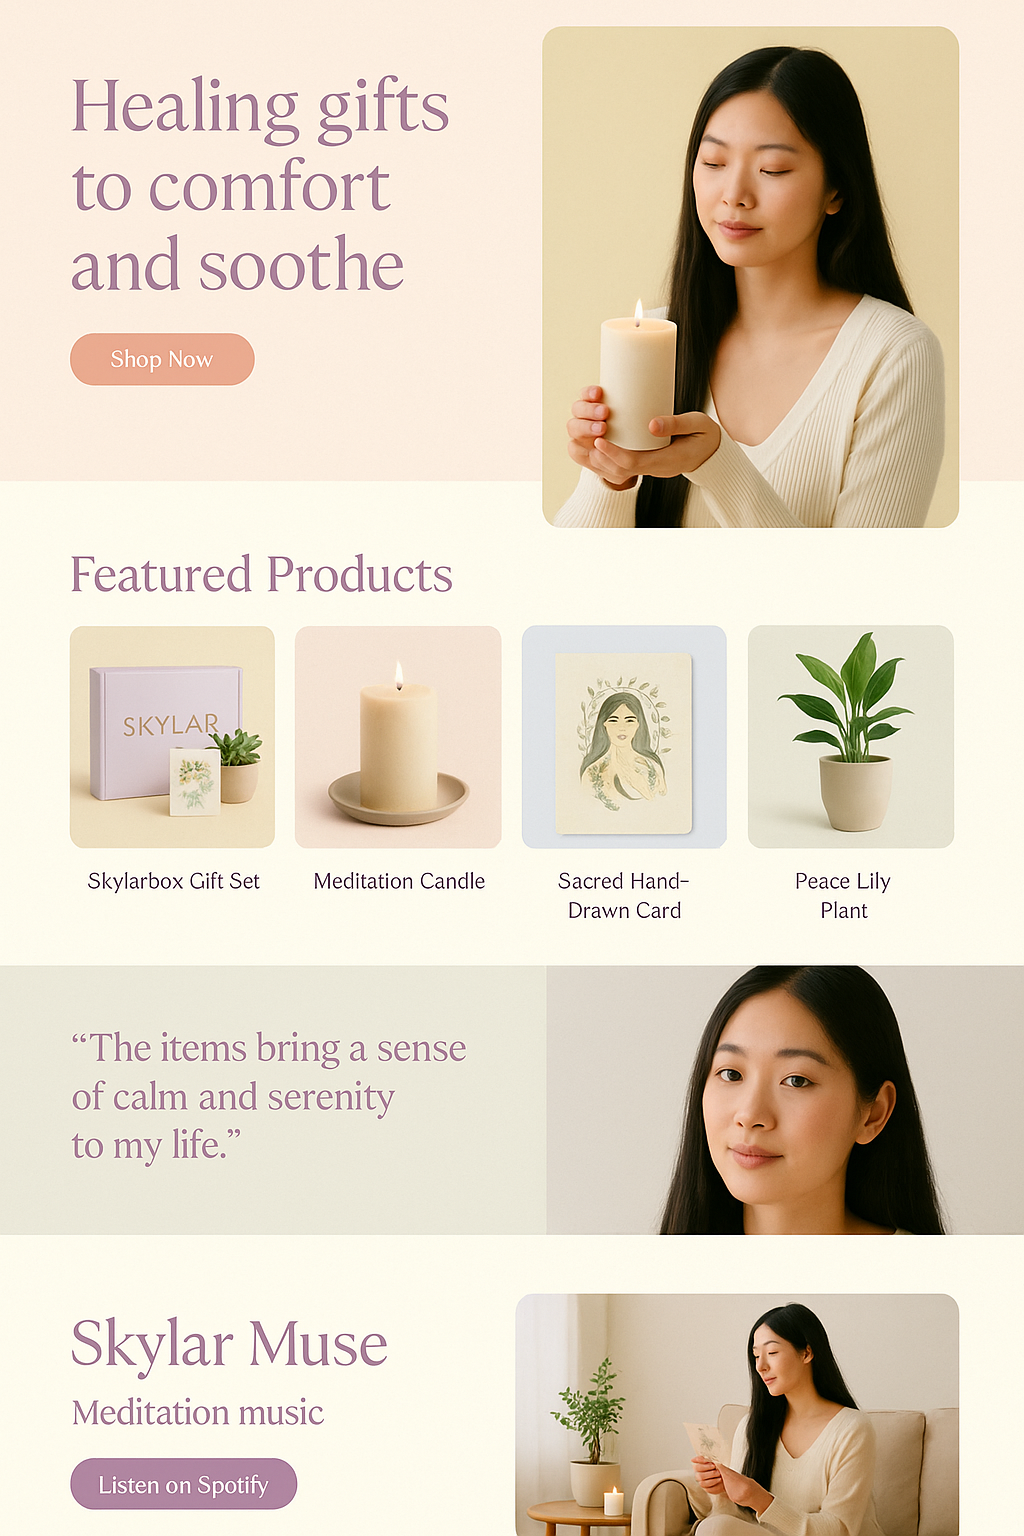 Healing gifts
to comfort
and soothe
Shop Now
Featured Products
SKYLAR
Skylarbox Gift Set
Meditation Candle
Sacred Hand-
Drawn Card
Peace Lily
Plant
“The items bring a sense
of calm and serenity
to my life.”
Skylar Muse
Meditation music
Listen on Spotify